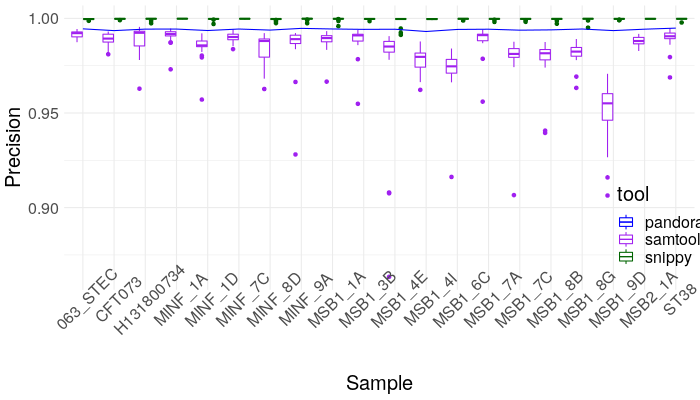 1.00
0.95
0.90
Precision
063_STEC
CFT073
H131800734
MINF_1A
MINF_1D
MINF_7C
MINF_8D
MINF_9A
MSB1_1A
MSB1_3B
MSB1_4E
MSB1_4I
MSB1_6C
MSB1_7A
MSB1_7C
MSB1_8B
MSB1_8G
MSB1_9D
MSB2_1A
ST38
Sample
tool
pandora
samtool
snippy